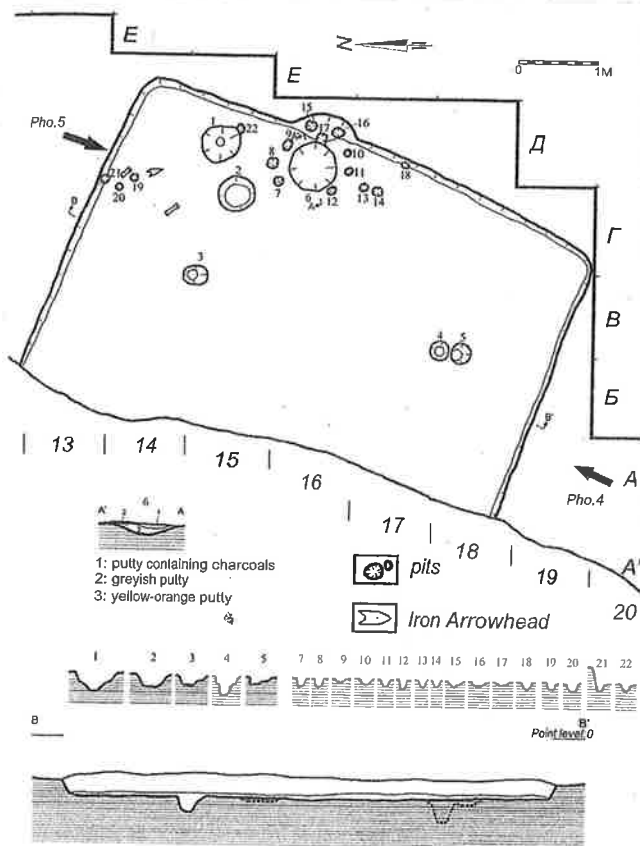 E
E
N
0 1M
Д
Г
В
Б
А
А'
Pho.5
Pho.4
1
22
15
17
16
9
8
10
7
11
6
12
13
14
18
2
21
19
20
3
4
5
B'
13
14
15
16
17
18
19
20
6
A' A
1: putty containing charcoals
2: greyish putty
3: yellow-orange putty
pits
Iron Arrowhead
1 2 3 4 5 7 8 9 10 11 12 13 14 15 16 17 18 19 20 21 22
B B'
Point level:0